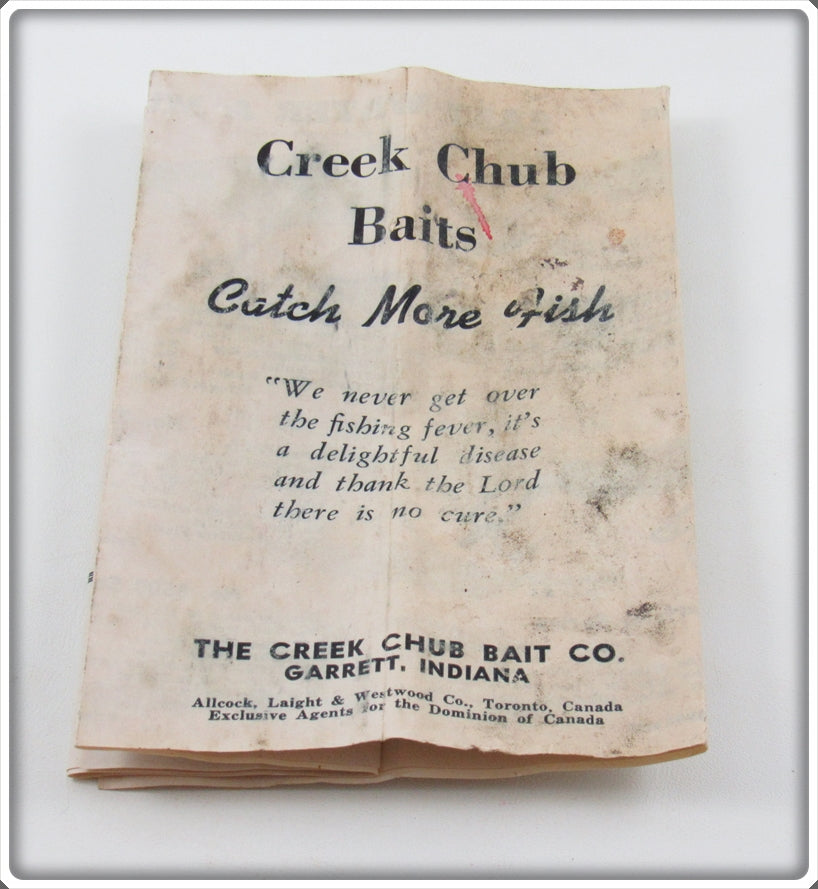 Creek Chub
Baits
Catch More Fish
"We never get over
the fishing fever, it's
a delightful disease
and thank the Lord
there is no cure."
THE CREEK CHUB BAIT CO.
GARRETT, INDIANA
Allcock, Laight & Westwood Co., Toronto, Canada
Exclusive Agents for the Dominion of Canada